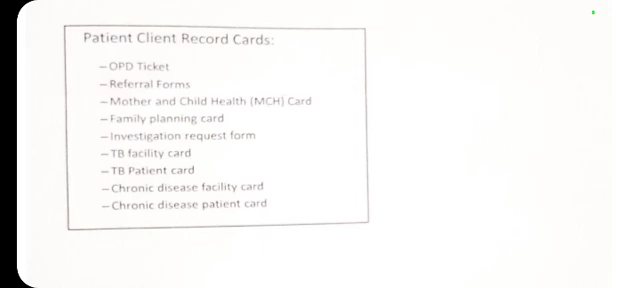 Patient Client Record Cards:
– OPD Ticket
– Referral Forms
– Mother and Child Health (MCH) Card
– Family planning card
– Investigation request form
– TB facility card
– TB Patient card
– Chronic disease facility card
– Chronic disease patient card